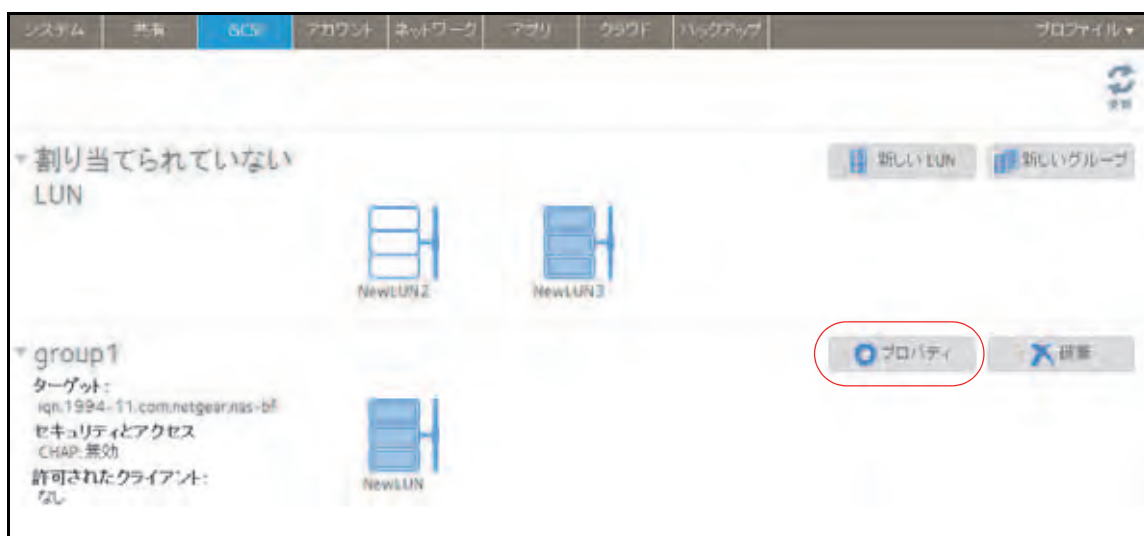 システム 共有 iSCSI アカウント ネットワーク アプリ クラウド バックアップ プロファイル ▾
更新
割り当てられていない
LUN
新しい LUN 新しいグループ
NewLUN2 NewLUN3
group1
プロパティ 破棄
ターゲット:
iqn.1994-11.com.netgear:nas-bf
セキュリティとアクセス
CHAP: 無効
許可されたクライアント:
なし
NewLUN